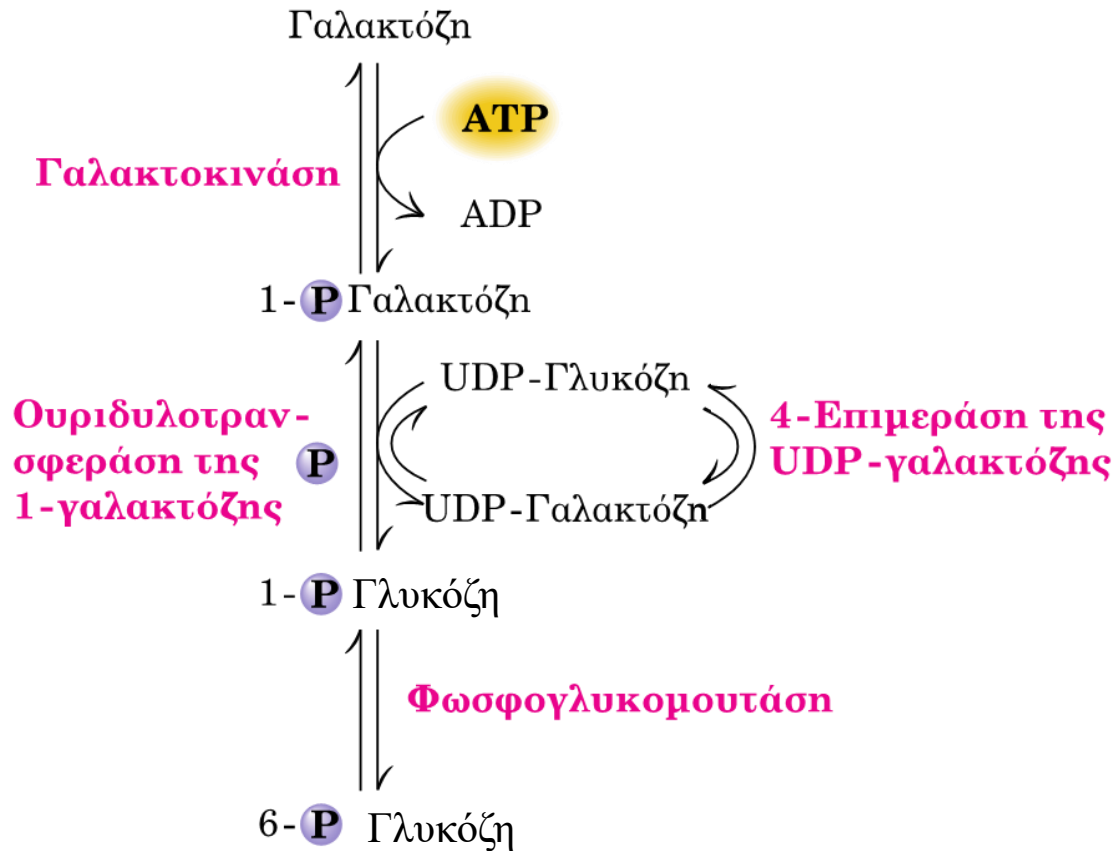 Γαλακτόζη
ATP
Γαλακτοκινάση
ADP
1-P Γαλακτόζη
UDP-Γλυκόζη
Ουριδυλοτραν-
σφεράση της P
1-γαλακτόζης
4-Επιμεράση της
UDP-γαλακτόζης
UDP-Γαλακτόζη
1-P Γλυκόζη
Φωσφογλυκομουτάση
6-P Γλυκόζη